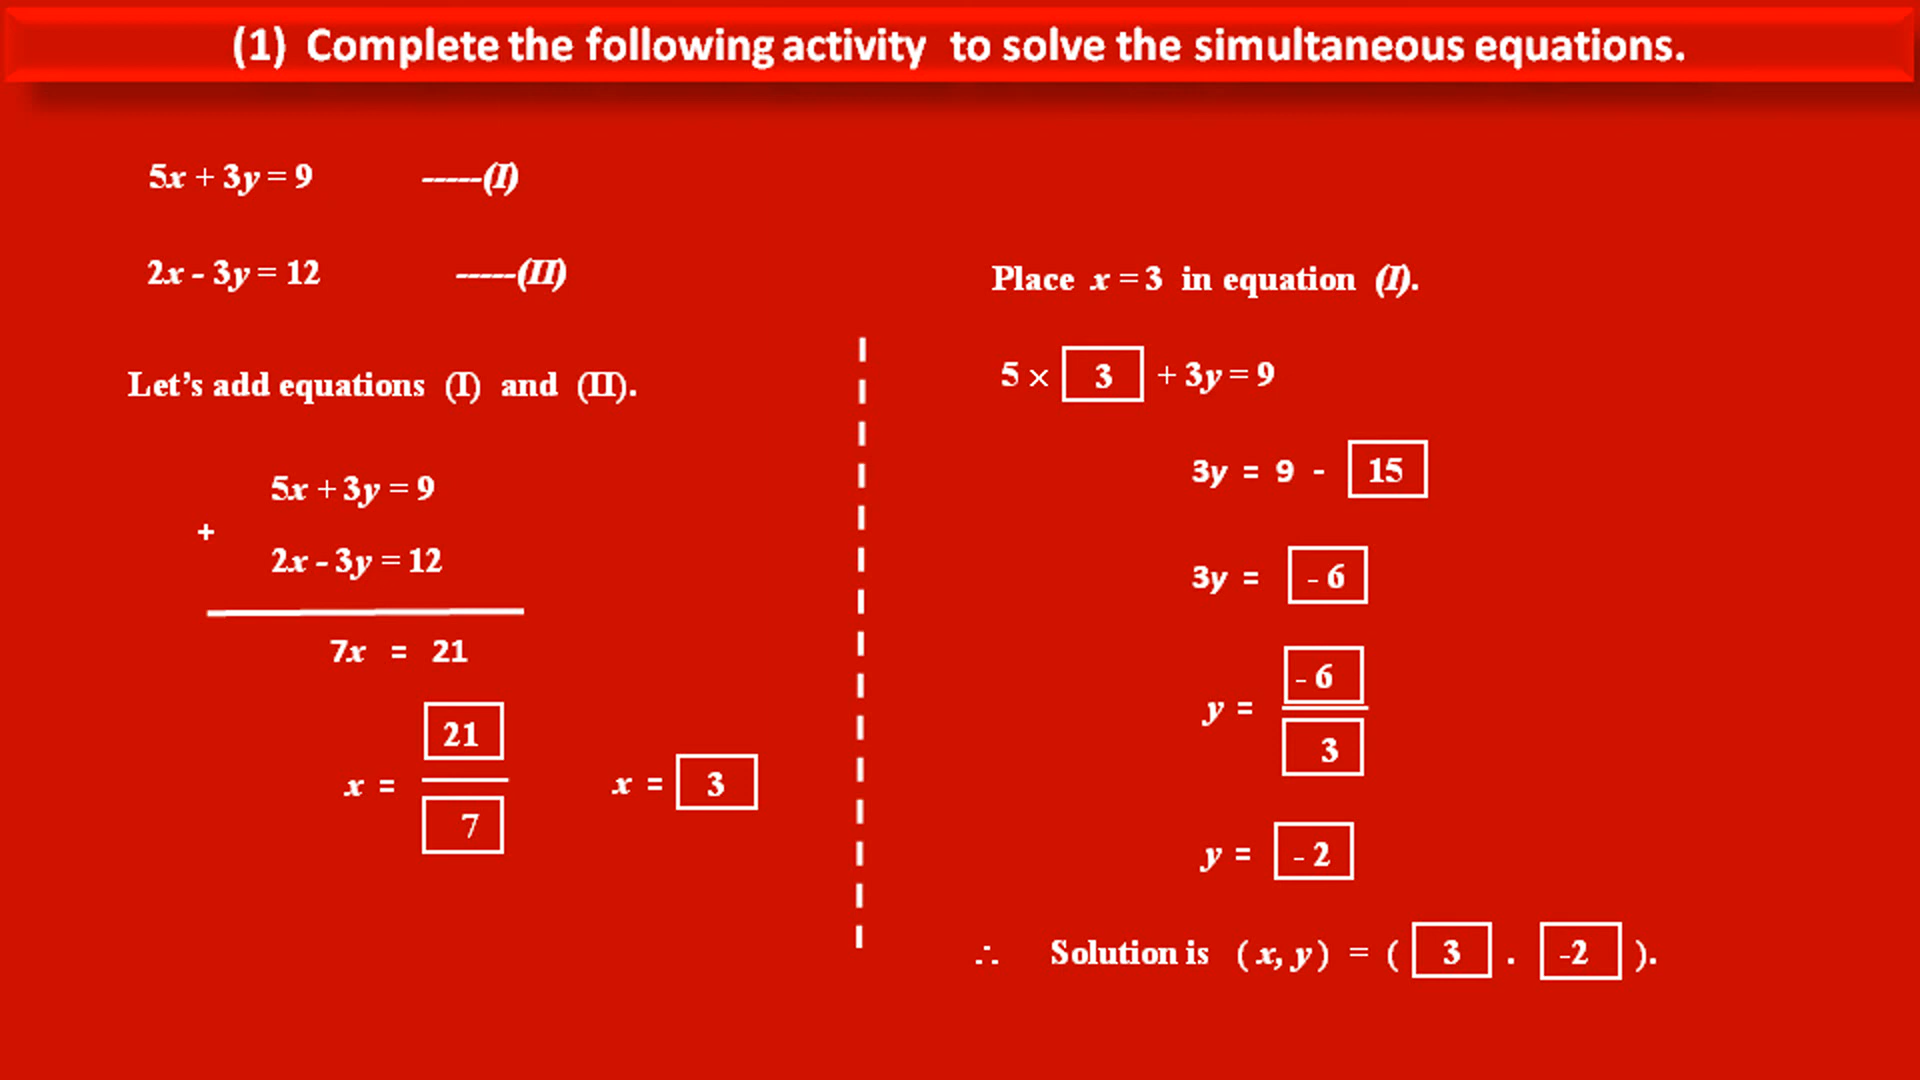 (1) Complete the following activity to solve the simultaneous equations.
5x + 3y = 9 -----(I)
2x - 3y = 12 -----(II)
Let's add equations (I) and (II).
5x + 3y = 9
+
2x - 3y = 12
7x = 21
21
x =
7
x = 3
Place x = 3 in equation (I).
5 × 3 + 3y = 9
3y = 9 - 15
3y = - 6
- 6
y =
3
y = - 2
∴ Solution is ( x, y ) = ( 3 . -2 ).